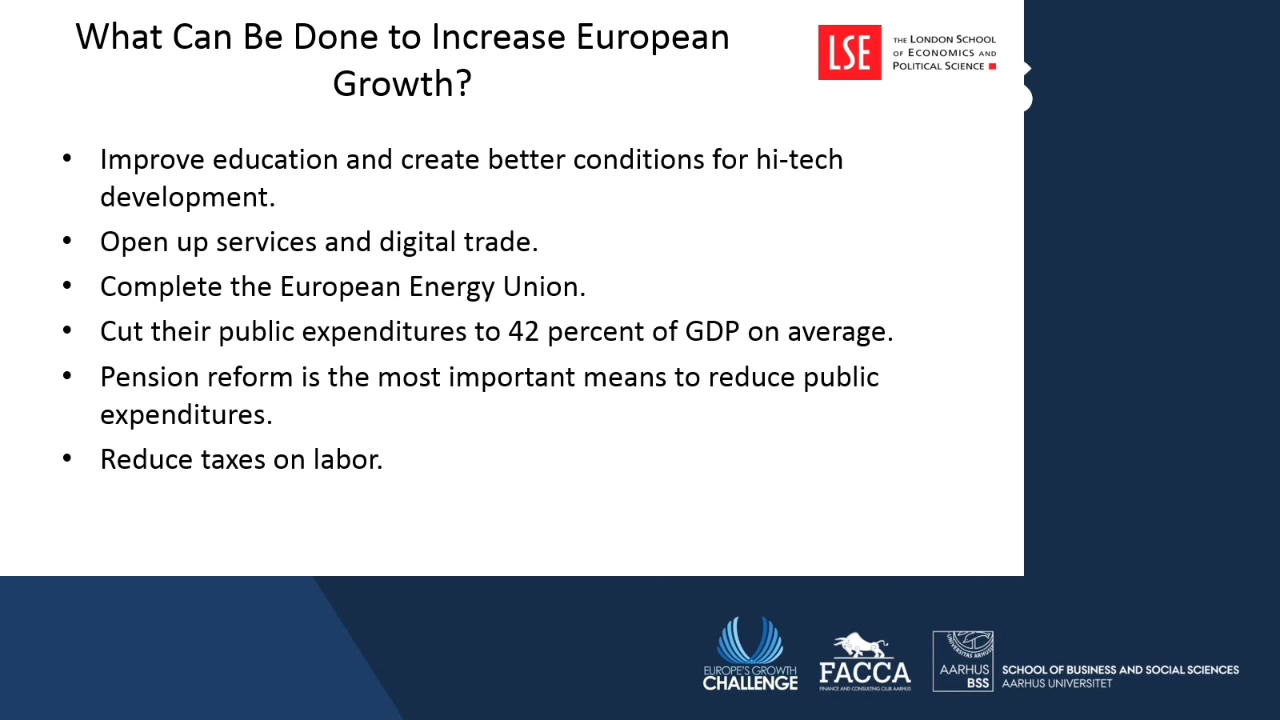 What Can Be Done to Increase European
Growth?
LSE
THE LONDON SCHOOL
OF ECONOMICS AND
POLITICAL SCIENCE
• Improve education and create better conditions for hi-tech
development.
• Open up services and digital trade.
• Complete the European Energy Union.
• Cut their public expenditures to 42 percent of GDP on average.
• Pension reform is the most important means to reduce public
expenditures.
• Reduce taxes on labor.
EUROPE'S GROWTH
CHALLENGE
FACCA
FINANCE AND CONSULTING CLUB AARHUS
UNIVERSITAS ARHUSI
AARHUS
BSS
SCHOOL OF BUSINESS AND SOCIAL SCIENCES
AARHUS UNIVERSITET